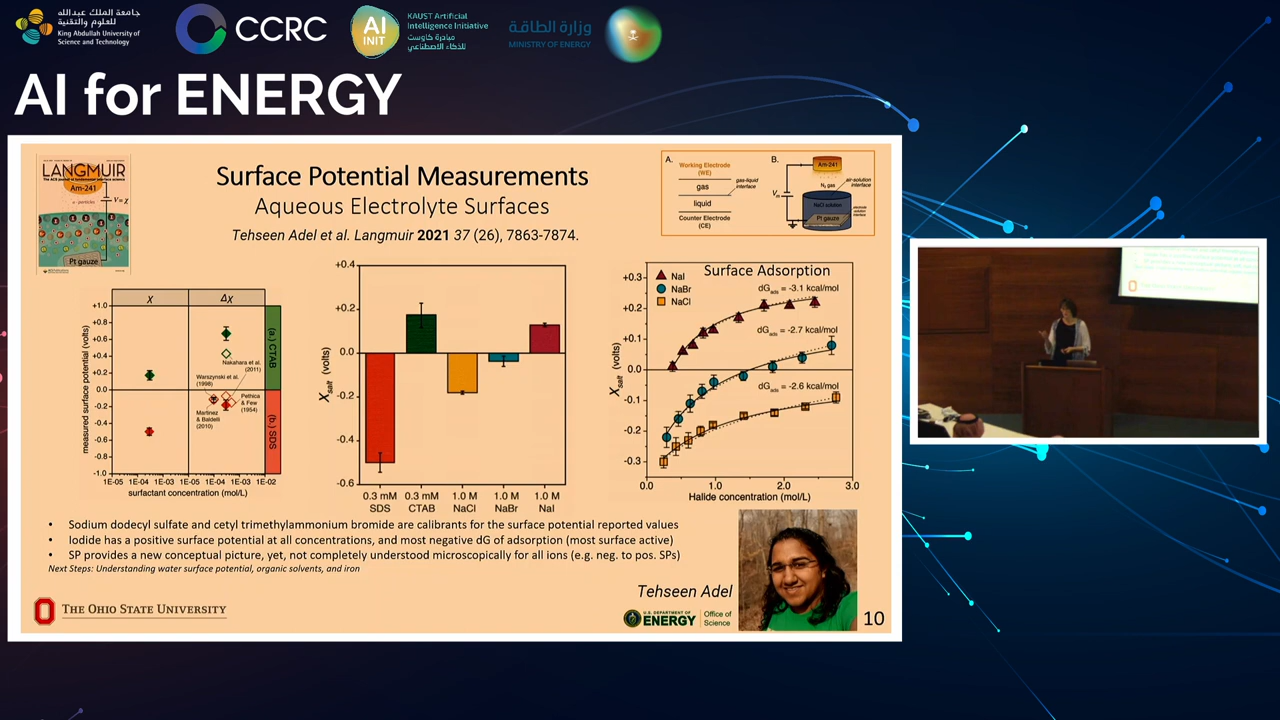 جامعة الملك عبدالله
للعلوم والتقنية
King Abdullah University of
Science and Technology
CCRC
AI
INIT
KAUST Artificial
Intelligence Initiative
مبادرة كاوست
للذكاء الاصطناعي
وزارة الطاقة
MINISTRY OF ENERGY
AI for ENERGY
LANGMUIR
Am-241
α - particles
V = χ
Pt gauze
Surface Potential Measurements
Aqueous Electrolyte Surfaces
Tehseen Adel et al. Langmuir 2021 37 (26), 7863-7874.
A.
Working Electrode
(WE)
gas
gas-liquid
interface
liquid
Counter Electrode
(CE)
B.
Am-241
N₂ gas
air-solution
interface
NaCl solution
Pt gauze
electrode
solution
interface
χ
Δχ
measured surface potential (volts)
+1.0
+0.8
+0.6
+0.4
+0.2
0.0
-0.2
-0.4
-0.6
-0.8
-1.0
Nakahara et al.
(2011)
Warszynski et al.
(1998)
Pethica
& Few
(1954)
Martinez
& Baldelli
(2010)
(a.) CTAB
(b.) SDS
1E-05 1E-04 1E-03 1E-05 1E-04 1E-03 1E-02
surfactant concentration (mol/L)
χsalt (volts)
+0.4
+0.2
0.0
-0.2
-0.4
-0.6
0.3 mM 0.3 mM 1.0 M 1.0 M 1.0 M
SDS CTAB NaCl NaBr NaI
Surface Adsorption
NaI
NaBr
NaCl
dGads = -3.1 kcal/mol
dGads = -2.7 kcal/mol
dGads = -2.6 kcal/mol
χsalt (volts)
+0.3
+0.2
+0.1
0.0
-0.1
-0.2
-0.3
0.0 1.0 2.0 3.0
Halide concentration (mol/L)
• Sodium dodecyl sulfate and cetyl trimethylammonium bromide are calibrants for the surface potential reported values
• Iodide has a positive surface potential at all concentrations, and most negative dG of adsorption (most surface active)
• SP provides a new conceptual picture, yet, not completely understood microscopically for all ions (e.g. neg. to pos. SPs)
Next Steps: Understanding water surface potential, organic solvents, and iron
THE OHIO STATE UNIVERSITY
Tehseen Adel
U.S. DEPARTMENT OF
ENERGY
Office of
Science
10